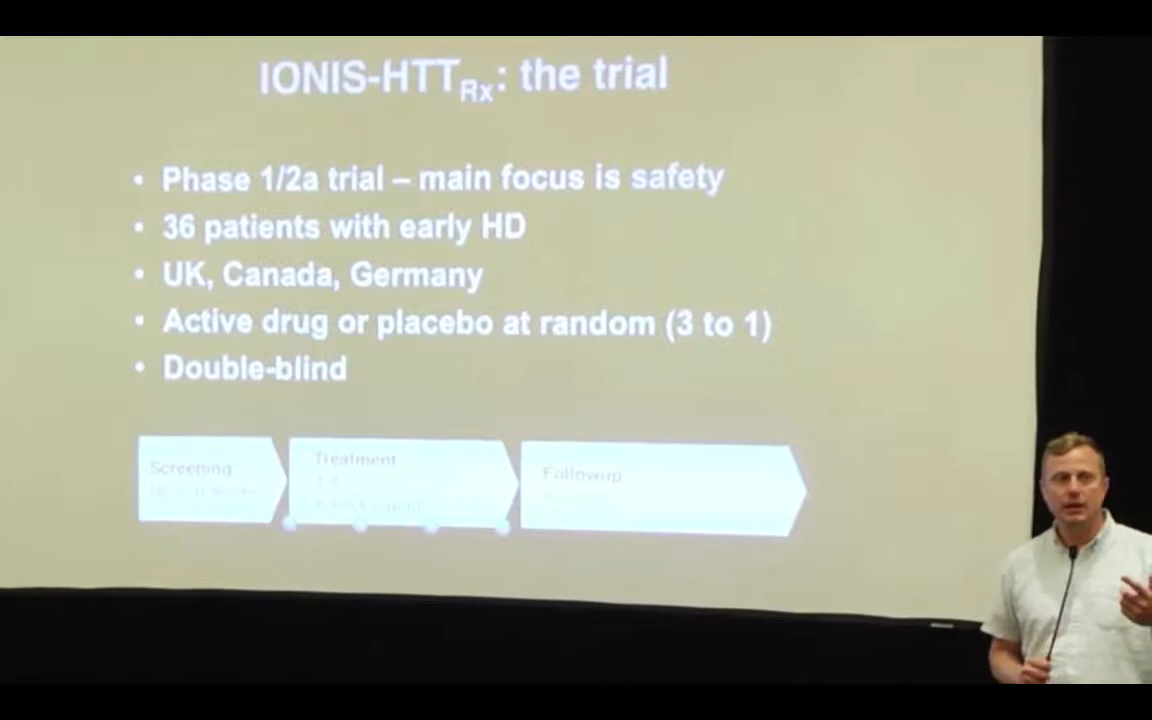 IONIS-HTTRx: the trial
• Phase 1/2a trial – main focus is safety
• 36 patients with early HD
• UK, Canada, Germany
• Active drug or placebo at random (3 to 1)
• Double-blind
Screening
Treatment
Followup